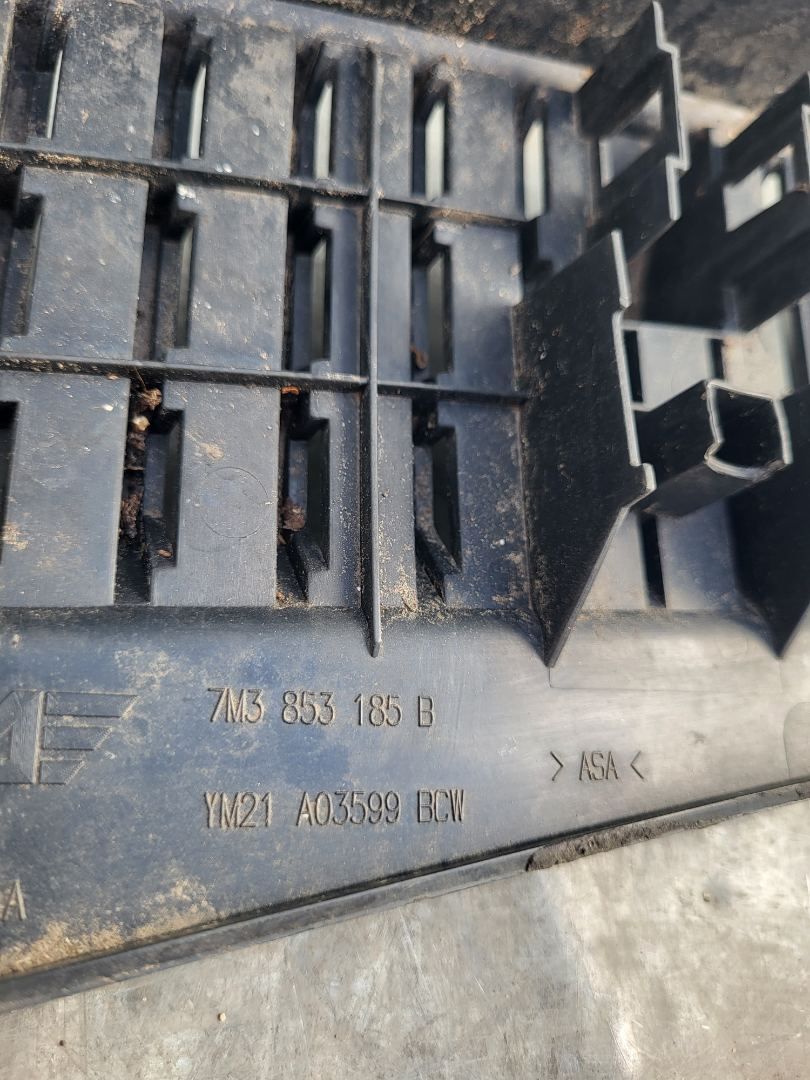 7M3 853 185 B
> ASA <
YM21 A03599 BCW
A